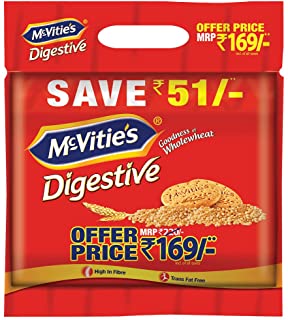 McVitie's
Digestive
OFFER PRICE
MRP ₹169/-**
SAVE ₹51/-**
McVitie's®
Goodness of
Wholewheat
Digestive
OFFER MRP ₹220/-
PRICE ₹169/-**
High In Fibre
Trans Fat Free